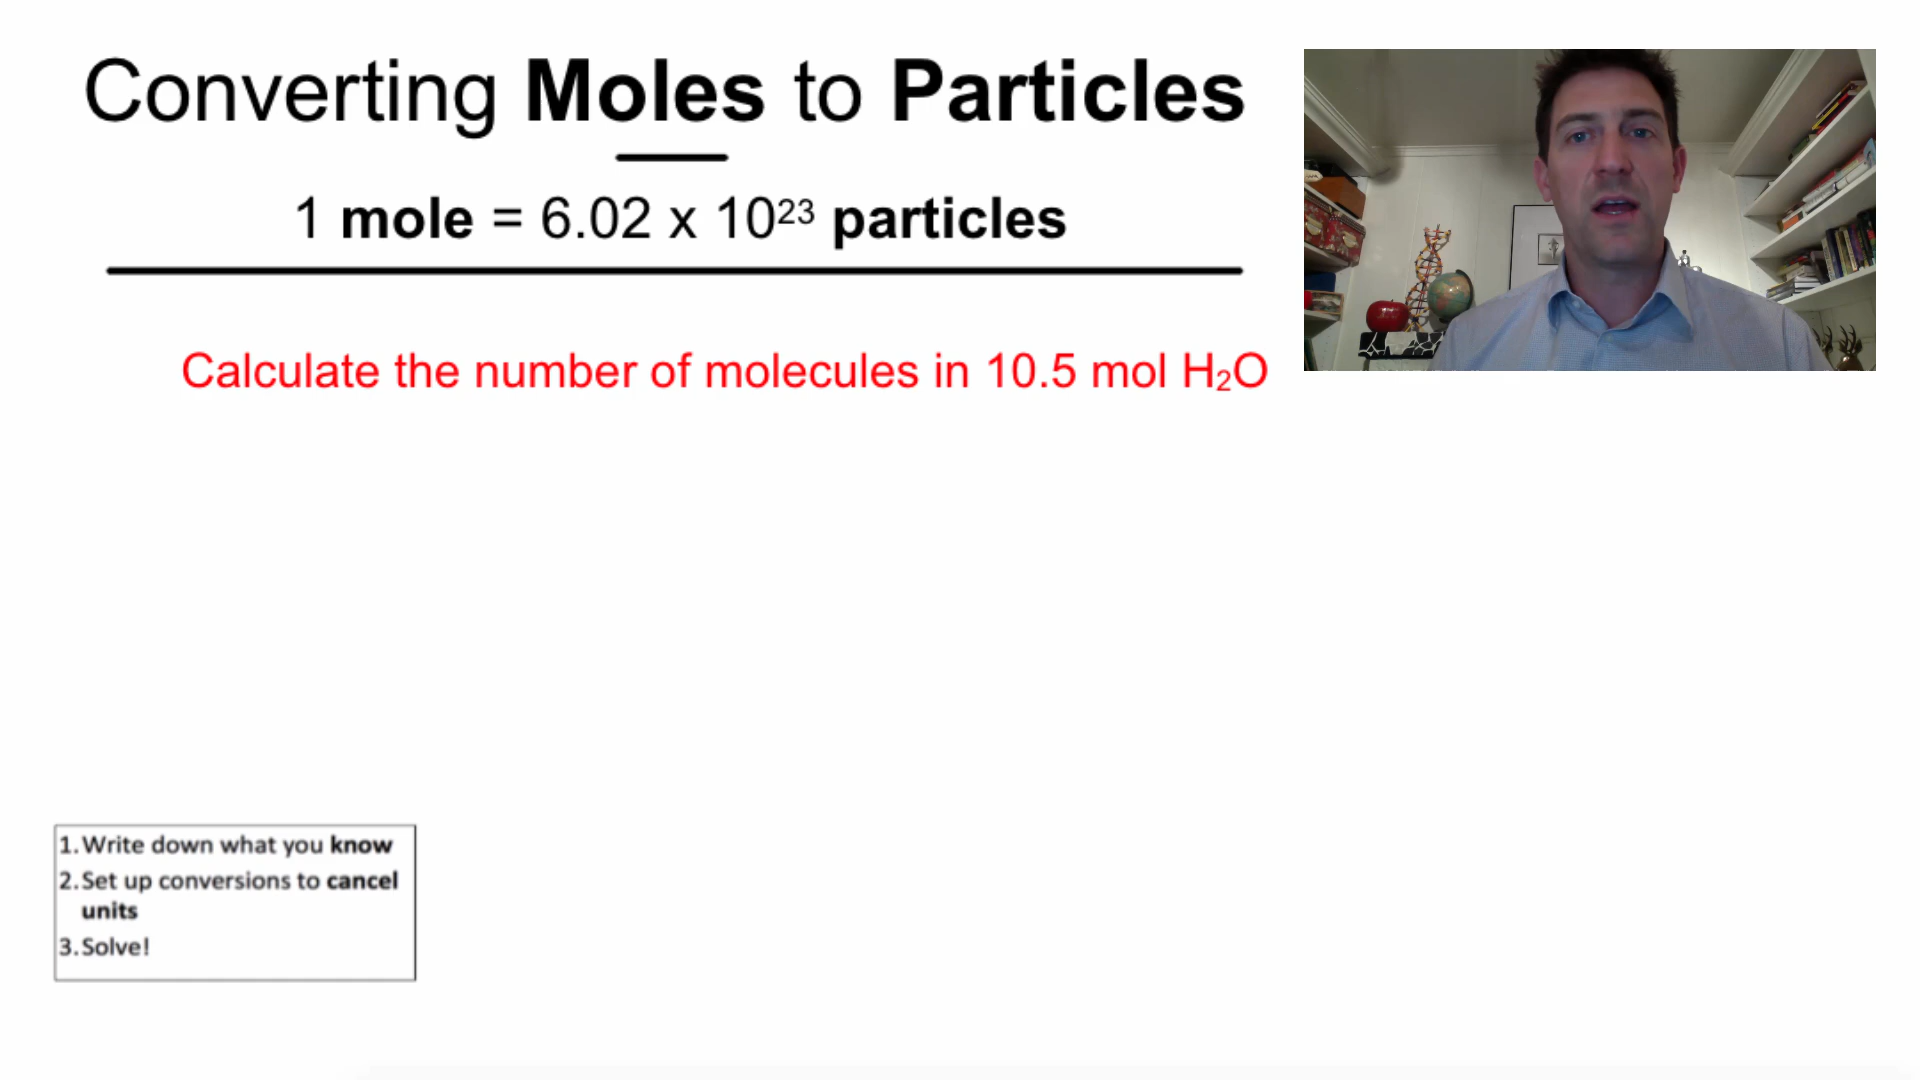 Converting Moles to Particles
1 mole = 6.02 x 10²³ particles
Calculate the number of molecules in 10.5 mol H₂O
1. Write down what you know
2. Set up conversions to cancel
units
3. Solve!